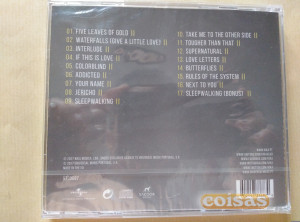 01. FIVE LEAVES OF GOLD ||
02. WATERFALLS (GIVE A LITTLE LOVE) ||
03. INTERLUDE ||
04. IF THIS IS LOVE ||
05. COLORBLIND ||
06. ADDICTED ||
07. YOUR NAME ||
08. JERICHO ||
09. SLEEPWALKING ||
10. TAKE ME TO THE OTHER SIDE ||
11. TOUGHER THAN THAT ||
12. SUPERNATURAL ||
13. LOVE LETTERS ||
14. BUTTERFLIES ||
15. RULES OF THE SYSTEM ||
16. NEXT TO YOU ||
17. SLEEPWALKING (BONUS) ||
coisas